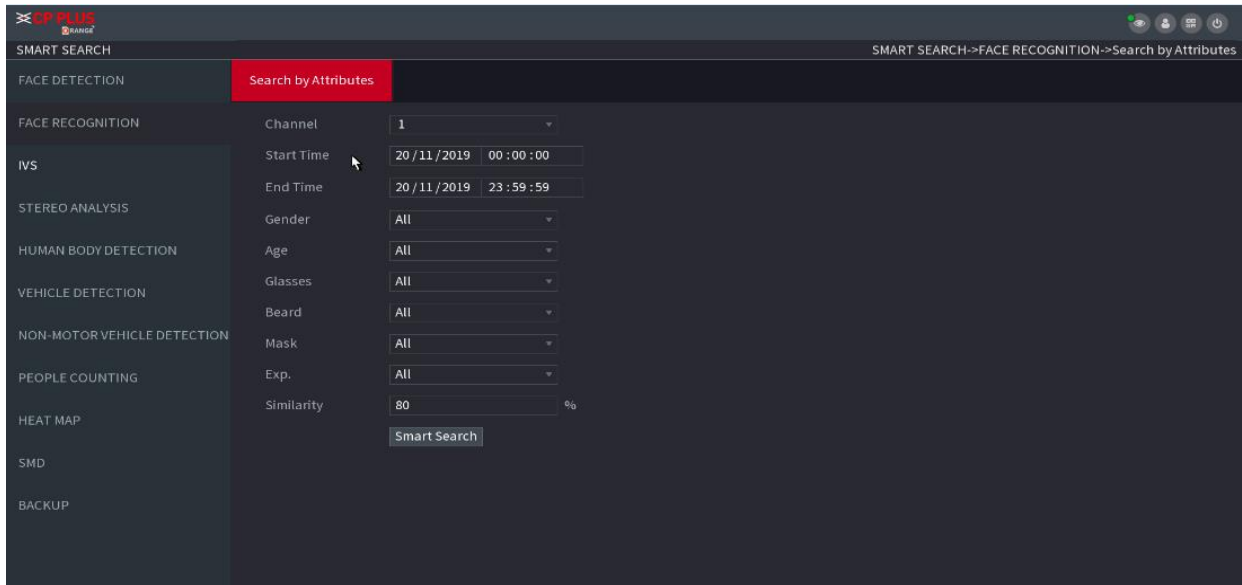 CP PLUS
ORANGE
SMART SEARCH
SMART SEARCH->FACE RECOGNITION->Search by Attributes
FACE DETECTION
FACE RECOGNITION
IVS
STEREO ANALYSIS
HUMAN BODY DETECTION
VEHICLE DETECTION
NON-MOTOR VEHICLE DETECTION
PEOPLE COUNTING
HEAT MAP
SMD
BACKUP
Search by Attributes
Channel 1
Start Time 20/11/2019 00:00:00
End Time 20/11/2019 23:59:59
Gender All
Age All
Glasses All
Beard All
Mask All
Exp. All
Similarity 80 %
Smart Search